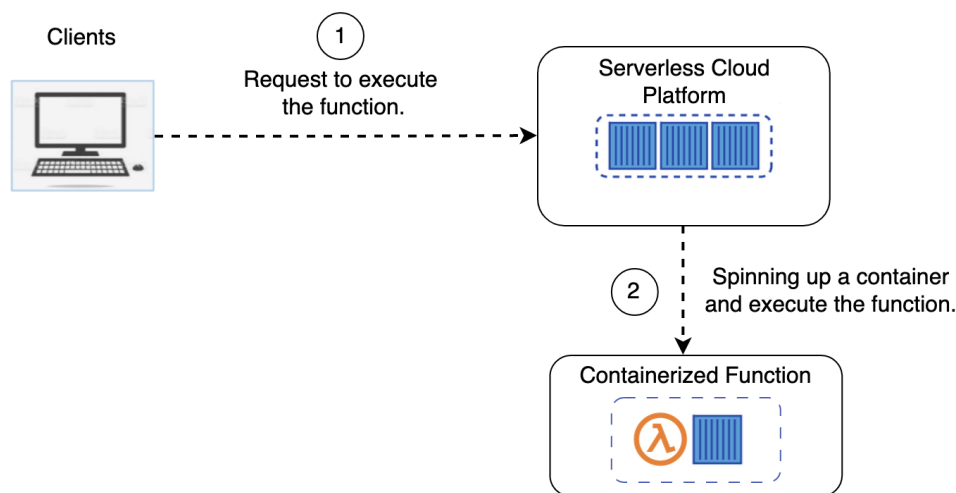 Clients
1
Request to execute
the function.
Serverless Cloud
Platform
2
Spinning up a container
and execute the function.
Containerized Function
λ